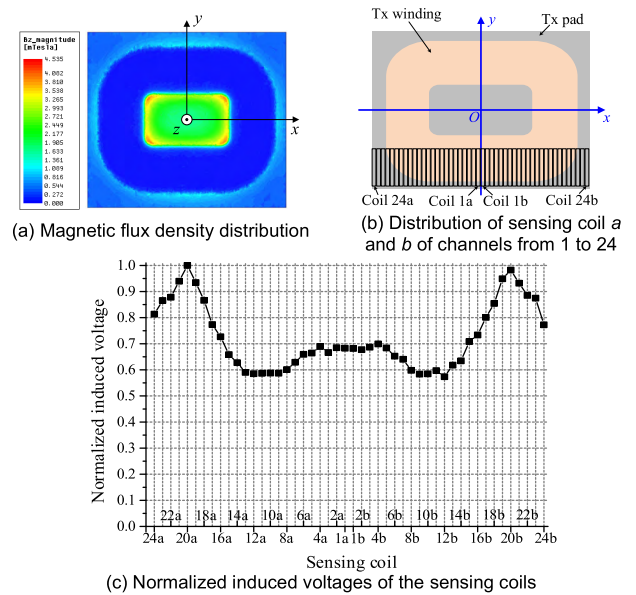 Bz_magnitude
[mTesla]
4.535
4.082
3.810
3.538
3.265
2.993
2.721
2.449
2.177
1.905
1.633
1.361
1.089
0.816
0.544
0.272
0.000
y
x
z
(a) Magnetic flux density distribution
Tx winding
y
Tx pad
O
x
Coil 24a
Coil 1a
Coil 1b
Coil 24b
(b) Distribution of sensing coil a
and b of channels from 1 to 24
Normalized induced voltage
1.0
0.9
0.8
0.7
0.6
0.5
0.4
0.3
0.2
0.1
0.0
22a 18a 14a 10a 6a 2a 2b 6b 10b 14b 18b 22b
24a 20a 16a 12a 8a 4a 1a 1b 4b 8b 12b 16b 20b 24b
Sensing coil
(c) Normalized induced voltages of the sensing coils